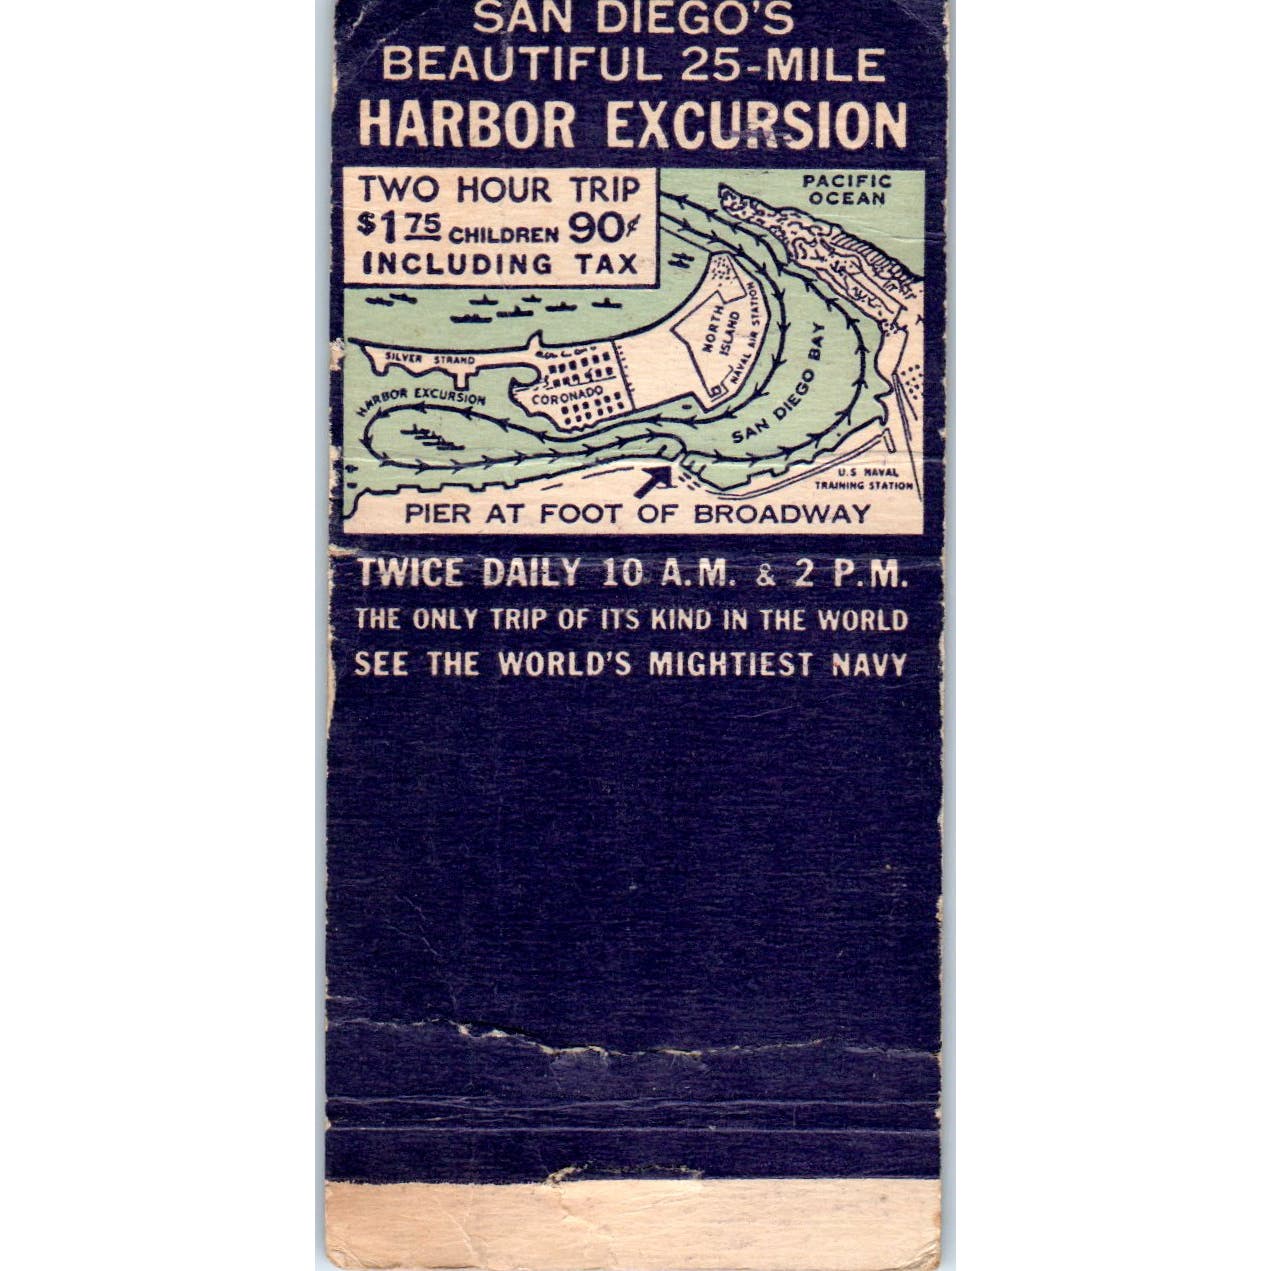 SAN DIEGO'S
BEAUTIFUL 25-MILE
HARBOR EXCURSION
TWO HOUR TRIP
$1.75 CHILDREN 90¢
INCLUDING TAX
PACIFIC
OCEAN
NORTH
ISLAND
NAVAL AIR STATION
SAN DIEGO BAY
SILVER STRAND
CORONADO
HARBOR EXCURSION
U.S NAVAL
TRAINING STATION
PIER AT FOOT OF BROADWAY
TWICE DAILY 10 A.M. & 2 P.M.
THE ONLY TRIP OF ITS KIND IN THE WORLD
SEE THE WORLD'S MIGHTIEST NAVY